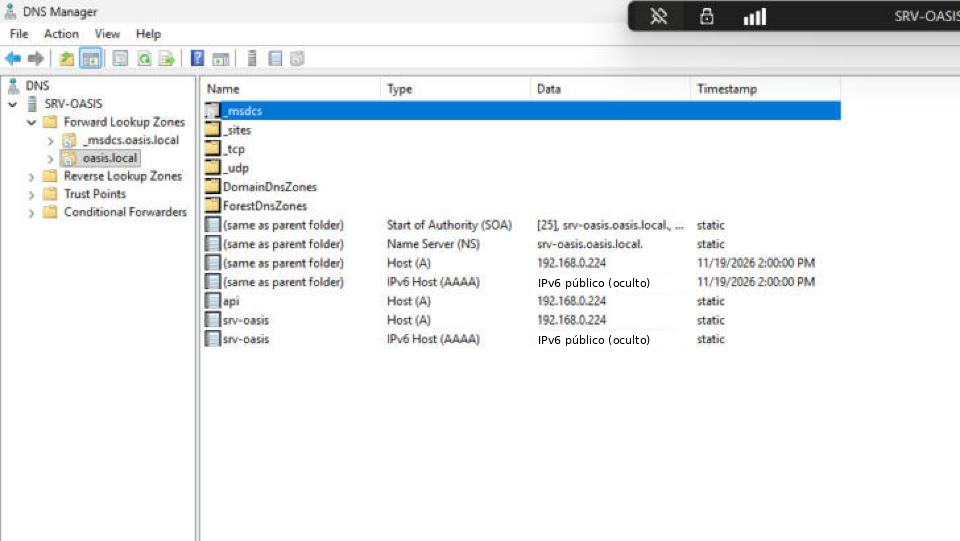 DNS Manager
SRV-OASIS
File Action View Help
DNS
SRV-OASIS
Forward Lookup Zones
_msdcs.oasis.local
oasis.local
Reverse Lookup Zones
Trust Points
Conditional Forwarders
Name Type Data Timestamp
_msdcs
_sites
_tcp
_udp
DomainDnsZones
ForestDnsZones
(same as parent folder) Start of Authority (SOA) [25], srv-oasis.oasis.local., ... static
(same as parent folder) Name Server (NS) srv-oasis.oasis.local. static
(same as parent folder) Host (A) 192.168.0.224 11/19/2026 2:00:00 PM
(same as parent folder) IPv6 Host (AAAA) IPv6 público (oculto) 11/19/2026 2:00:00 PM
api Host (A) 192.168.0.224 static
srv-oasis Host (A) 192.168.0.224 static
srv-oasis IPv6 Host (AAAA) IPv6 público (oculto) static